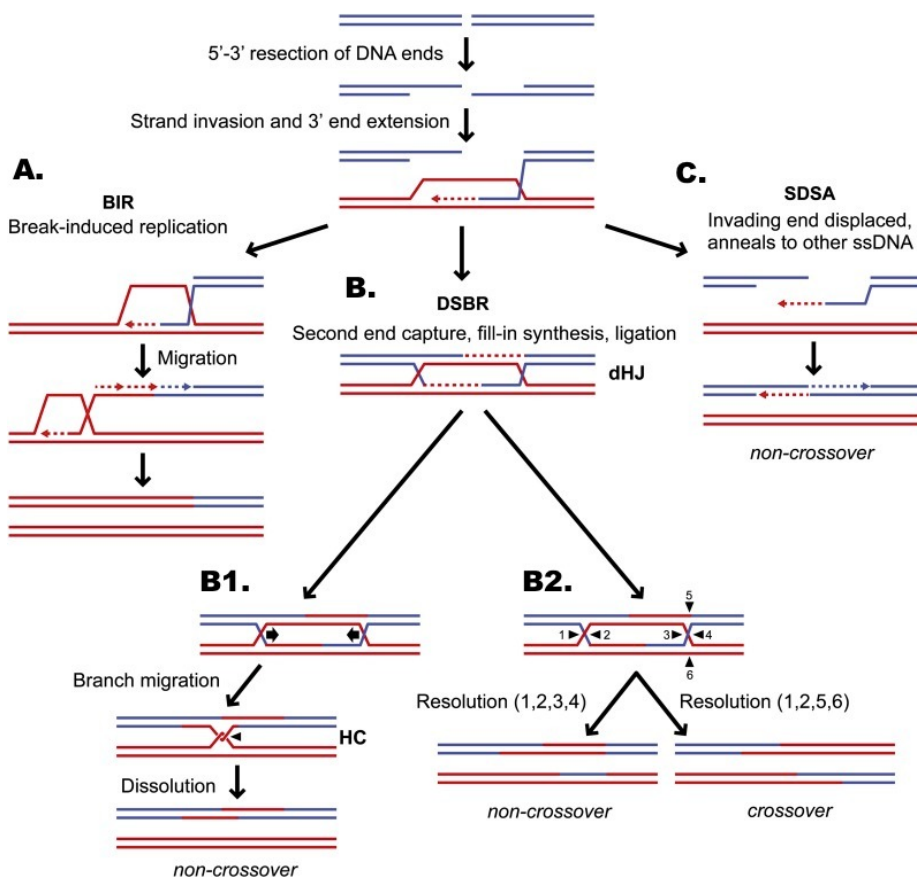 5'-3' resection of DNA ends
Strand invasion and 3' end extension
A.
BIR
Break-induced replication
Migration
B.
DSBR
Second end capture, fill-in synthesis, ligation
dHJ
C.
SDSA
Invading end displaced,
anneals to other ssDNA
non-crossover
B1.
Branch migration
HC
Dissolution
non-crossover
B2.
5
1
2
3
4
6
Resolution (1,2,3,4)
Resolution (1,2,5,6)
non-crossover
crossover